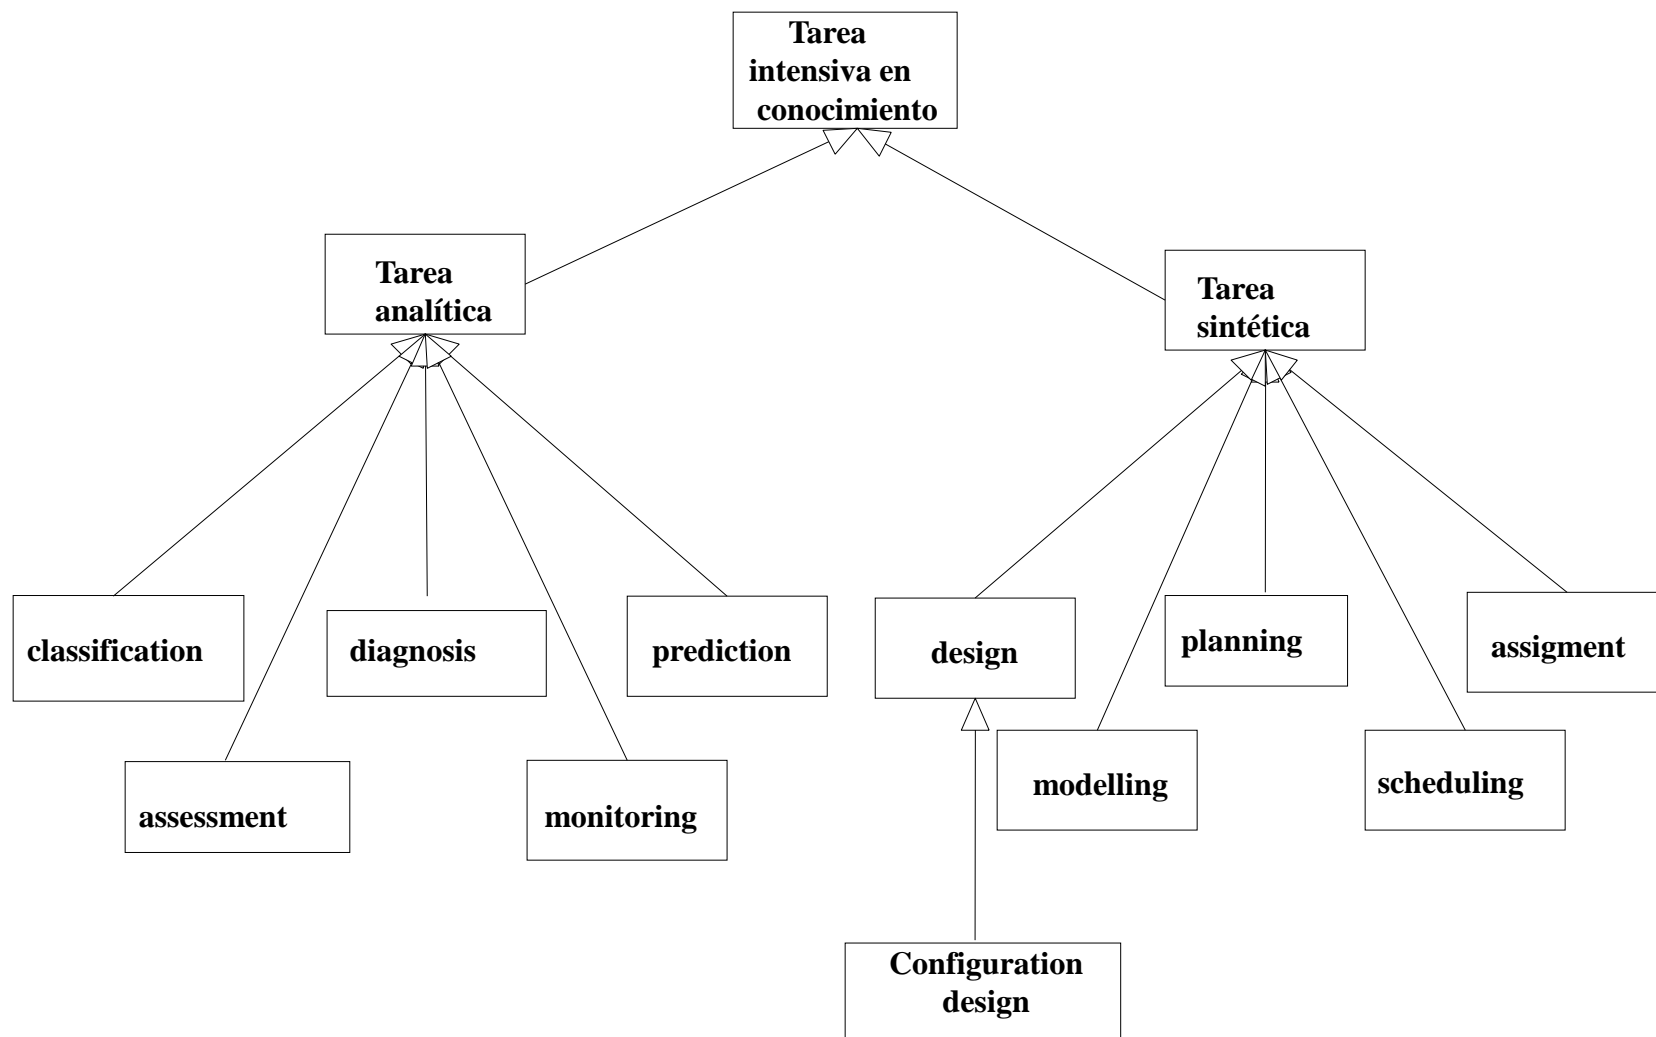 Tarea
intensiva en
conocimiento
Tarea
analítica
Tarea
sintética
classification
diagnosis
prediction
design
planning
assigment
assessment
monitoring
modelling
scheduling
Configuration
design